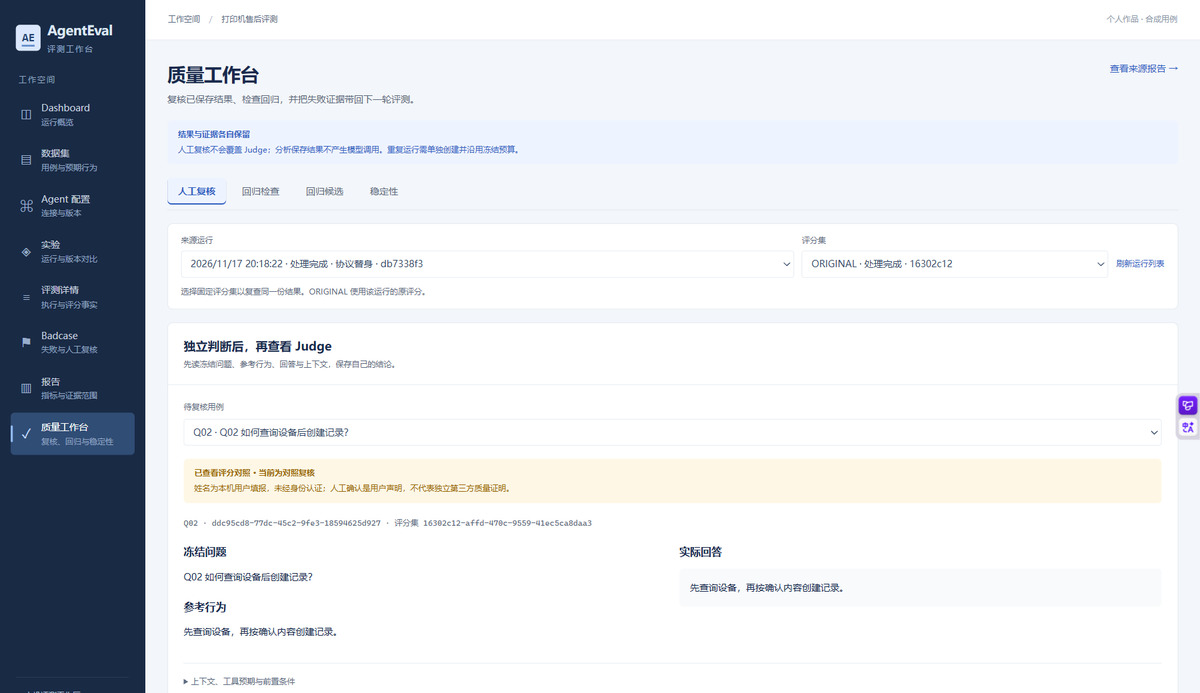 AE
AgentEval
评测工作台
工作空间
Dashboard
运行概览
数据集
用例与预期行为
Agent 配置
连接与版本
实验
运行与版本对比
评测详情
执行与评分事实
Badcase
失败与人工复核
报告
指标与证据范围
质量工作台
复核、回归与稳定性
工作空间 / 打印机售后评测
个人作品 · 合成用例
质量工作台
查看来源报告 →
复核已保存结果、检查回归，并把失败证据带回下一轮评测。
结果与证据各自保留
人工复核不会覆盖 Judge；分析保存结果不产生模型调用。重复运行需单独创建并沿用冻结预算。
人工复核 回归检查 回归候选 稳定性
来源运行
2026/11/17 20:18:22 · 处理完成 · 协议替身 · db7338f3
评分集
ORIGINAL · 处理完成 · 16302c12
刷新运行列表
选择固定评分集以复查同一份结果。ORIGINAL 使用该运行的原评分。
独立判断后，再查看 Judge
先读冻结问题、参考行为、回答与上下文，保存自己的结论。
待复核用例
Q02 · Q02 如何查询设备后创建记录？
已查看评分对照 · 当前为对照复核
姓名为本机用户填报，未经身份认证；人工确认是用户声明，不代表独立第三方质量证明。
Q02 · ddc95cd8-77dc-45c2-9fe3-18594625d927 · 评分集 16302c12-affd-470c-9559-41ec5ca8daa3
冻结问题
Q02 如何查询设备后创建记录？
参考行为
先查询设备，再按确认内容创建记录。
实际回答
先查询设备，再按确认内容创建记录。
上下文、工具预期与前置条件